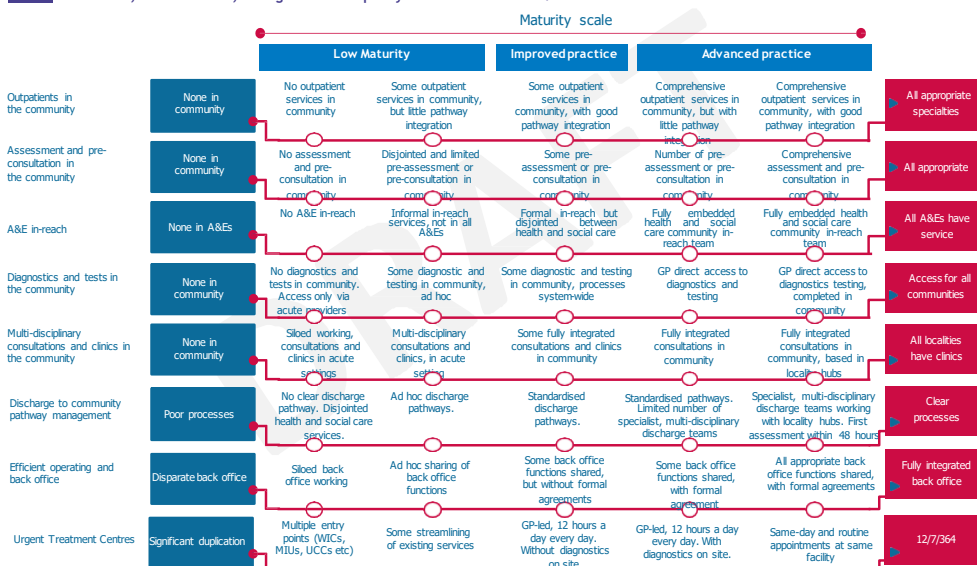 Maturity scale
Low Maturity
Improved practice
Advanced practice
Outpatients in
the community
None in
community
No outpatient
services in
community
Some outpatient
services in community,
but little pathway
integration
Some outpatient
services in
community, with good
pathway integration
Comprehensive
outpatient services in
community, but with
little pathway
integration
Comprehensive
outpatient services in
community, with good
pathway integration
All appropriate
specialties
Assessment and pre-
consultation in
the community
None in
community
No assessment
and pre-
consultation in
community
Disjointed and limited
pre-assessment or
pre-consultation in
community
Some pre-
assessment or pre-
consultation in
community
Number of pre-
assessment or pre-
consultation in
community
Comprehensive
assessment and pre-
consultation in
community
All appropriate
A&E in-reach
None in A&Es
No A&E in-reach
Informal in-reach
services, not in all
A&Es
Formal in-reach but
disjointed between
health and social care
Fully embedded
health and social
care community in-
reach team
Fully embedded health
and social care
community in-reach
team
All A&Es have
service
Diagnostics and tests in
the community
None in
community
No diagnostics and
tests in community.
Access only via
acute providers
Some diagnostic and
testing in community,
ad hoc
Some diagnostic and testing
in community, processes
system-wide
GP direct access to
diagnostics and
testing
GP direct access to
diagnostics testing,
completed in
community
Access for all
communities
Multi-disciplinary
consultations and clinics in
the community
None in
community
Siloed working,
consultations and
clinics in acute
settings
Multi-disciplinary
consultations and
clinics, in acute
setting
Some fully integrated
consultations and clinics
in community
Fully integrated
consultations in
community
Fully integrated
consultations in
community, based in
locality hubs
All localities
have clinics
Discharge to community
pathway management
Poor processes
No clear discharge
pathway. Disjointed
health and social care
services.
Ad hoc discharge
pathways.
Standardised
discharge
pathways.
Standardised pathways.
Limited number of
specialist, multi-disciplinary
discharge teams
Specialist, multi-disciplinary
discharge teams working
with locality hubs. First
assessment within 48 hours
Clear
processes
Efficient operating and
back office
Disparate back office
Siloed back
office working
Ad hoc sharing of
back office
functions
Some back office
functions shared,
but without formal
agreements
Some back office
functions shared,
with formal
agreement
All appropriate back
office functions shared,
with formal agreements
Fully integrated
back office
Urgent Treatment Centres
Significant duplication
Multiple entry
points (WICs,
MIUs, UCCs etc)
Some streamlining
of existing services
GP-led, 12 hours a
day every day.
Without diagnostics
on site
GP-led, 12 hours a day
every day. With
diagnostics on site.
Same-day and routine
appointments at same
facility
12/7/364
DRAFT